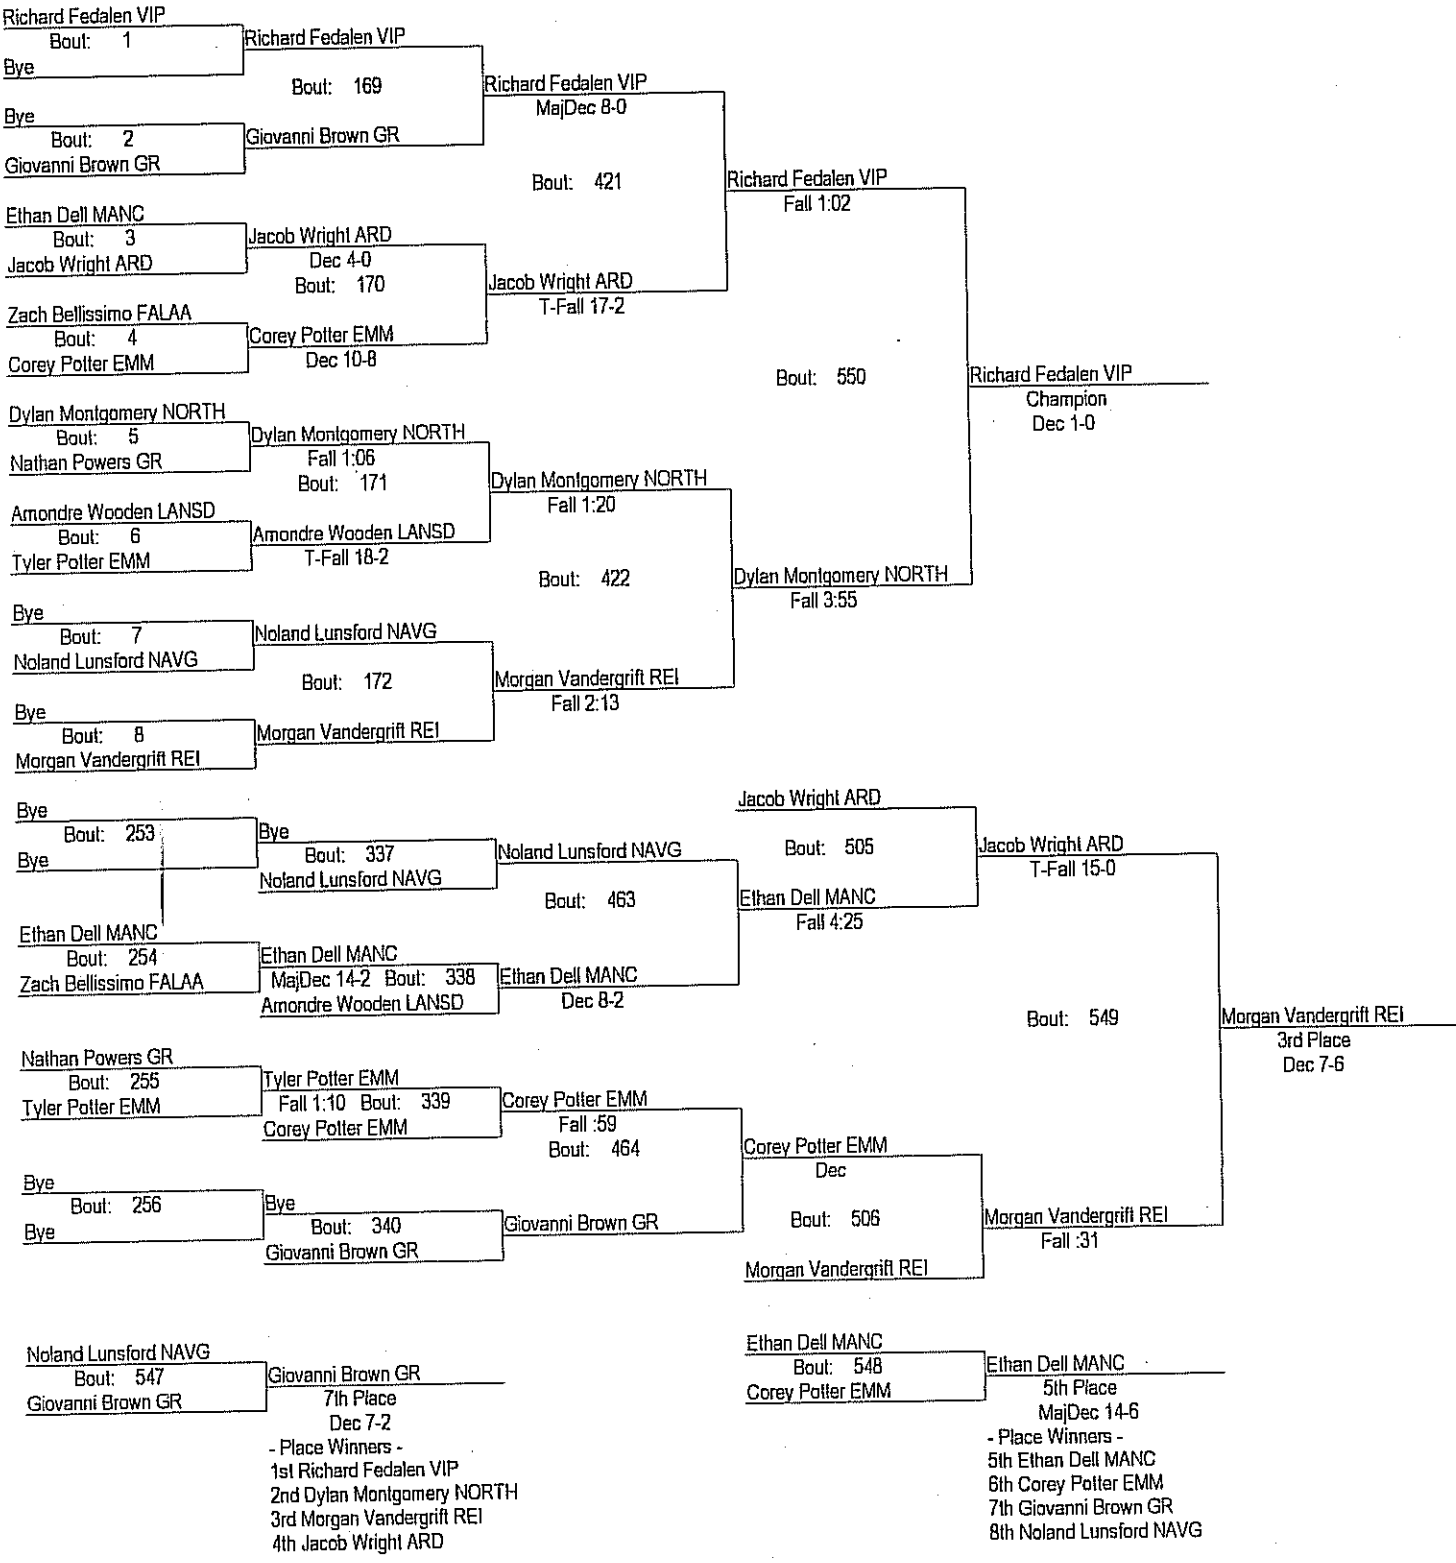 Richard Fedalen VIP
Bout: 1
Bye
Richard Fedalen VIP
Bout: 169
Bye
Bout: 2
Giovanni Brown GR
Giovanni Brown GR
Richard Fedalen VIP
MajDec 8-0
Bout: 421
Ethan Dell MANC
Bout: 3
Jacob Wright ARD
Jacob Wright ARD
Dec 4-0
Bout: 170
Zach Bellissimo FALAA
Bout: 4
Corey Potter EMM
Corey Potter EMM
Dec 10-8
Jacob Wright ARD
T-Fall 17-2
Richard Fedalen VIP
Fall 1:02
Bout: 550
Richard Fedalen VIP
Champion
Dec 1-0
Dylan Montgomery NORTH
Bout: 5
Nathan Powers GR
Dylan Montgomery NORTH
Fall 1:06
Bout: 171
Amondre Wooden LANSD
Bout: 6
Tyler Potter EMM
Amondre Wooden LANSD
T-Fall 18-2
Dylan Montgomery NORTH
Fall 1:20
Bout: 422
Dylan Montgomery NORTH
Fall 3:55
Bye
Bout: 7
Noland Lunsford NAVG
Noland Lunsford NAVG
Bout: 172
Bye
Bout: 8
Morgan Vandergrift REI
Morgan Vandergrift REI
Morgan Vandergrift REI
Fall 2:13
Bye
Bout: 253
Bye
Bye
Bout: 337
Noland Lunsford NAVG
Noland Lunsford NAVG
Bout: 463
Ethan Dell MANC
Bout: 254
Zach Bellissimo FALAA
Ethan Dell MANC
MajDec 14-2 Bout: 338
Amondre Wooden LANSD
Ethan Dell MANC
Dec 8-2
Jacob Wright ARD
Bout: 505
Ethan Dell MANC
Fall 4:25
Jacob Wright ARD
T-Fall 15-0
Bout: 549
Morgan Vandergrift REI
3rd Place
Dec 7-6
Nathan Powers GR
Bout: 255
Tyler Potter EMM
Tyler Potter EMM
Fall 1:10 Bout: 339
Corey Potter EMM
Corey Potter EMM
Fall :59
Bout: 464
Bye
Bout: 256
Bye
Bye
Bout: 340
Giovanni Brown GR
Giovanni Brown GR
Corey Potter EMM
Dec
Bout: 506
Morgan Vandergrift REI
Morgan Vandergrift REI
Fall :31
Noland Lunsford NAVG
Bout: 547
Giovanni Brown GR
Giovanni Brown GR
7th Place
Dec 7-2
- Place Winners -
1st Richard Fedalen VIP
2nd Dylan Montgomery NORTH
3rd Morgan Vandergrift REI
4th Jacob Wright ARD
Ethan Dell MANC
Bout: 548
Corey Potter EMM
Ethan Dell MANC
5th Place
MajDec 14-6
- Place Winners -
5th Ethan Dell MANC
6th Corey Potter EMM
7th Giovanni Brown GR
8th Noland Lunsford NAVG